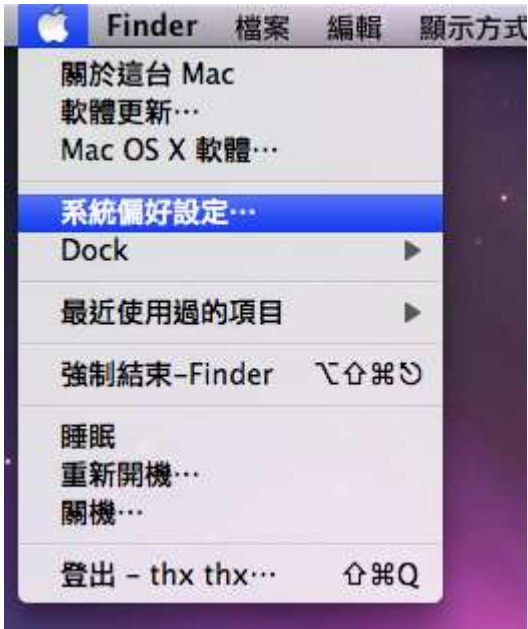 Finder 檔案 編輯 顯示方式
關於這台 Mac
軟體更新…
Mac OS X 軟體…
系統偏好設定…
Dock ▶
最近使用過的項目 ▶
強制結束-Finder ⌥⇧⌘⎋
睡眠
重新開機…
關機…
登出 - thx thx… ⇧⌘Q